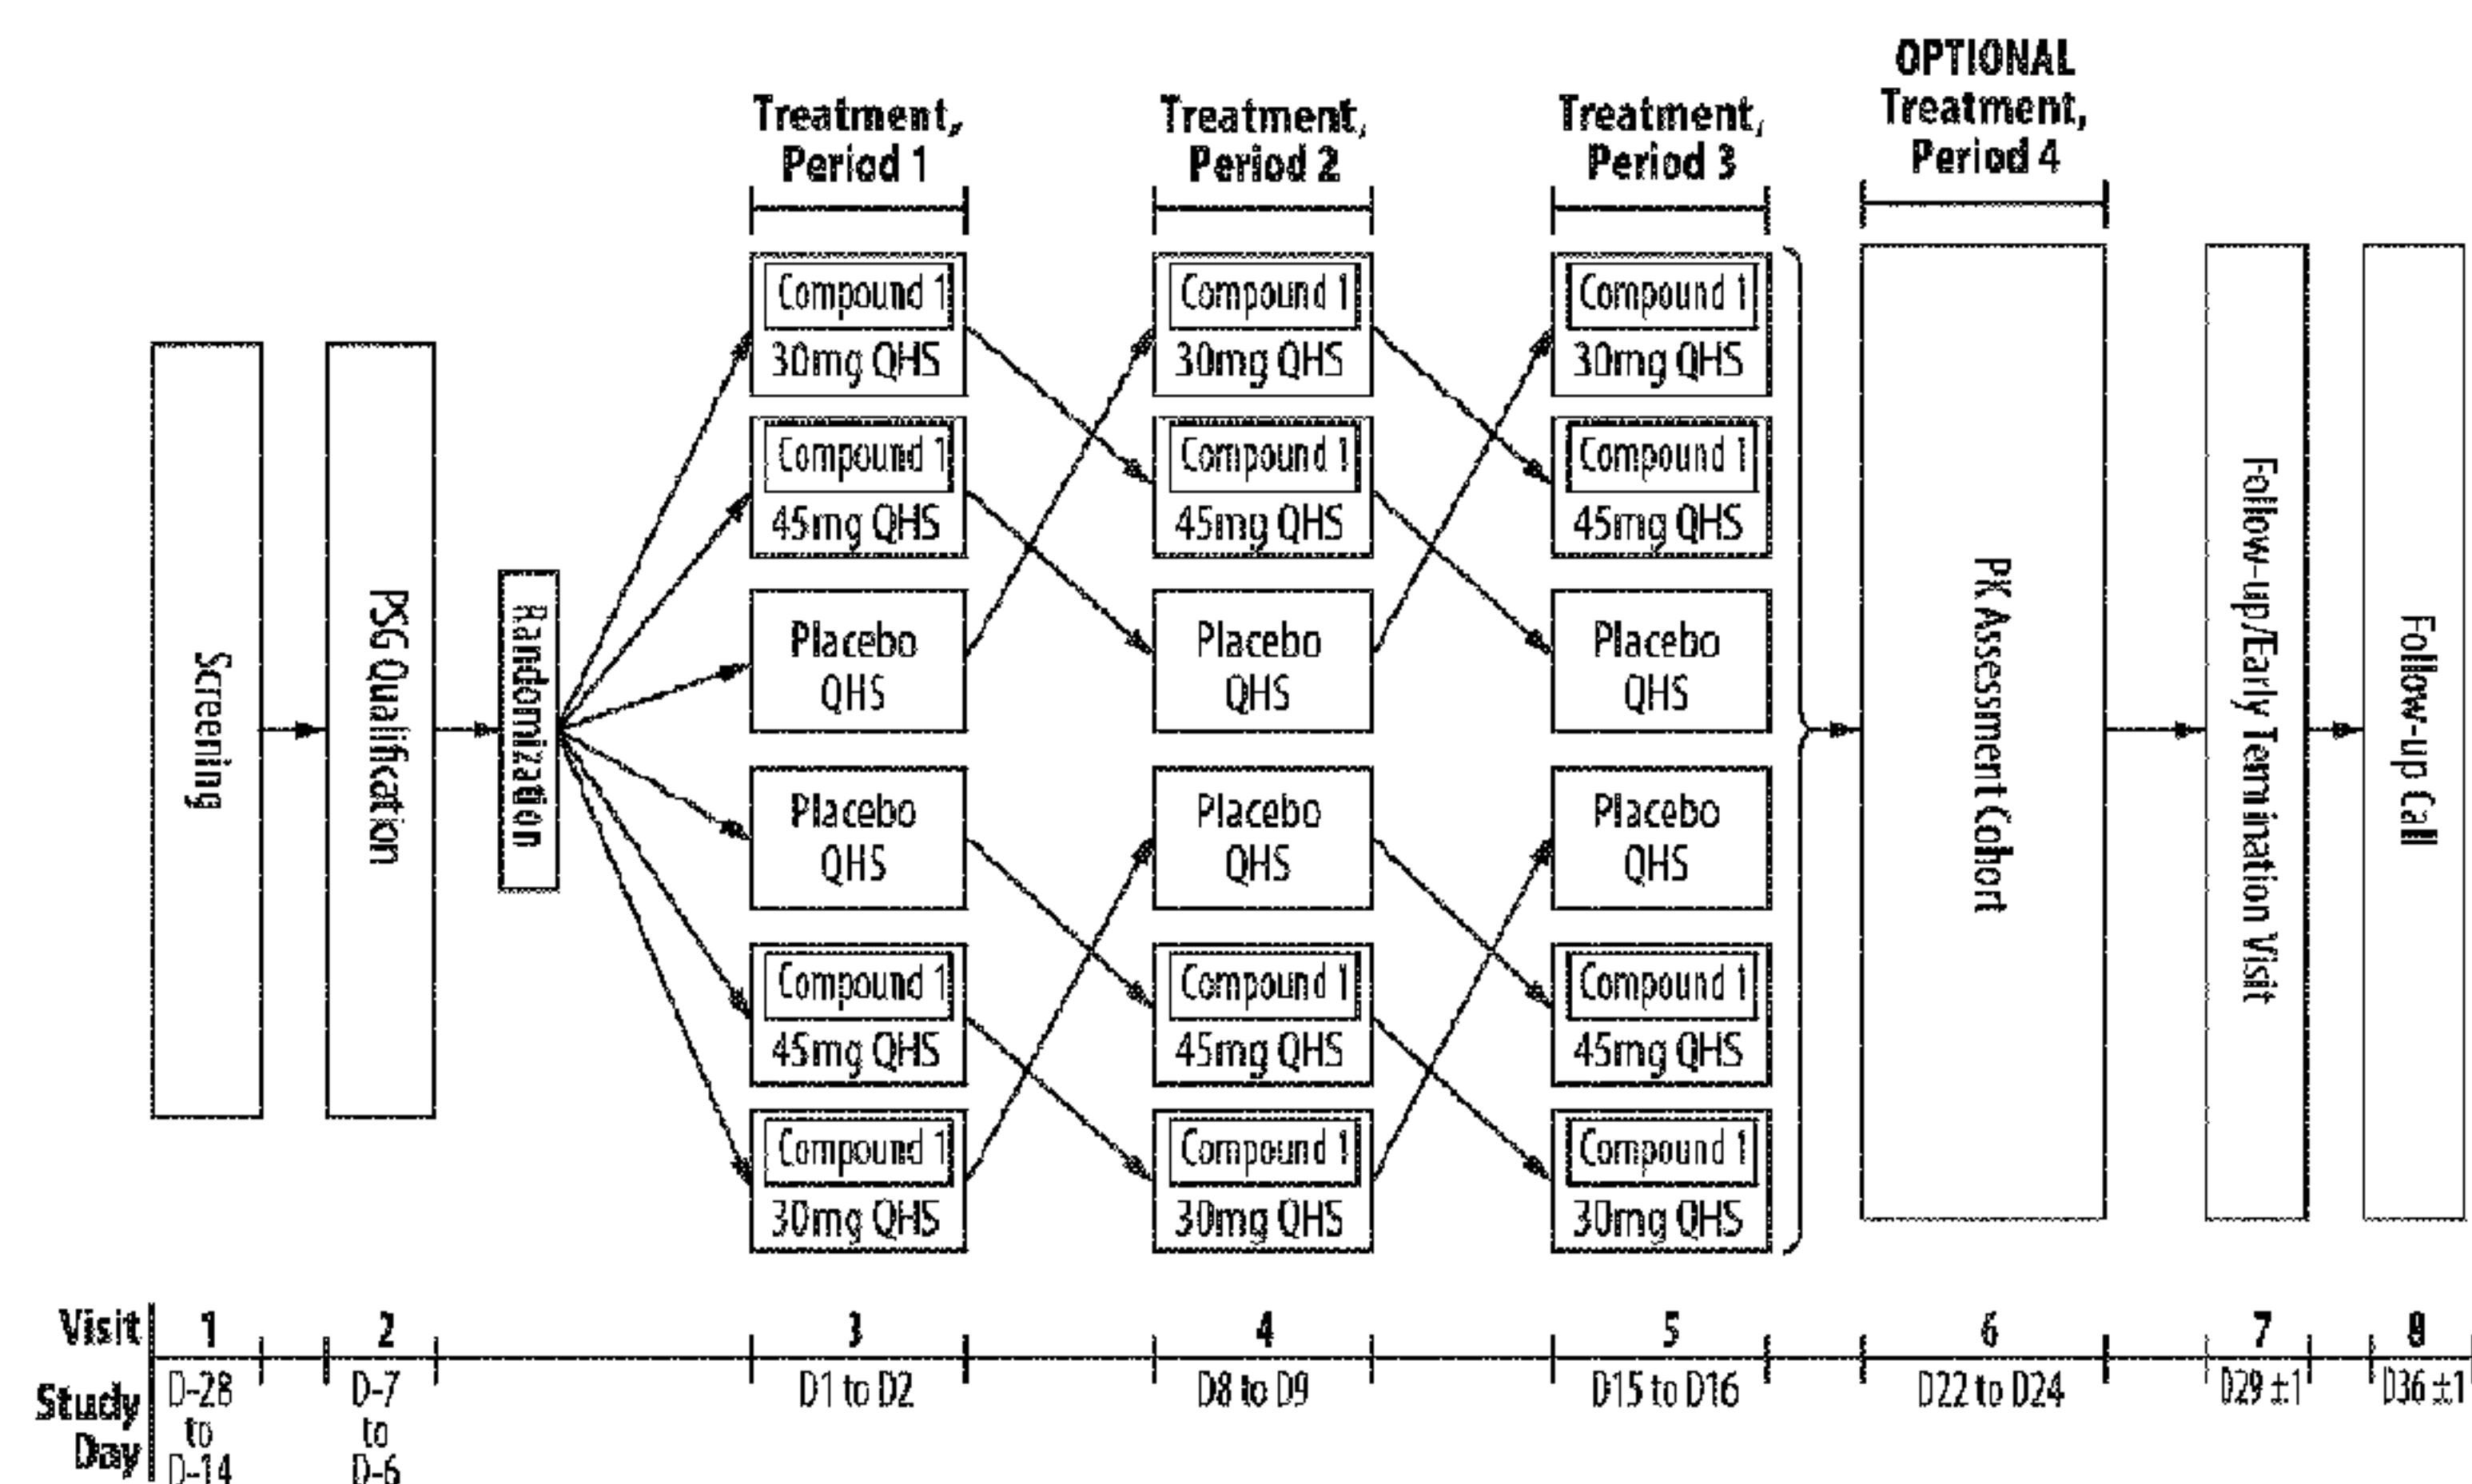 OPTIONAL
Treatment,
Period 4
Treatment,
Period 1
Treatment,
Period 2
Treatment,
Period 3
Screening
PSG Qualification
Randomization
Compound 1
30mg QHS
Compound 1
45mg QHS
Placebo
QHS
Placebo
QHS
Compound 1
45mg QHS
Compound 1
30mg QHS
Compound 1
30mg QHS
Compound 1
45mg QHS
Placebo
QHS
Placebo
QHS
Compound 1
45mg QHS
Compound 1
30mg QHS
Compound 1
30mg QHS
Compound 1
45mg QHS
Placebo
QHS
Placebo
QHS
Compound 1
45mg QHS
Compound 1
30mg QHS
PK Assessment Cohort
Follow-up/Early Termination Visit
Follow-up Call
Visit 1 2 3 4 5 6 7 8
Study
Day
D-28
to
D-14
D-7
to
D-6
D1 to D2
D8 to D9
D15 to D16
D22 to D24
D29 ±1
D36 ±1